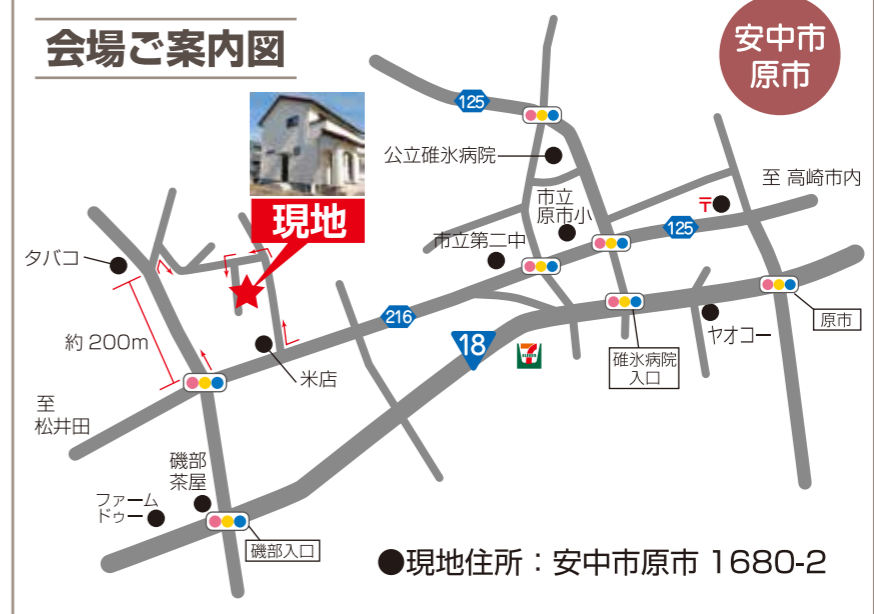 会場ご案内図
安中市
原市
125
公立碓氷病院
至 高崎市内
市立
原市小
〒
現地
125
市立第二中
タバコ
216
原市
約 200m
18
ヤオコー
7
ELEVEN
碓氷病院
入口
米店
至
松井田
磯部
茶屋
ファーム
ドゥー
磯部入口
●現地住所：安中市原市 1680-2